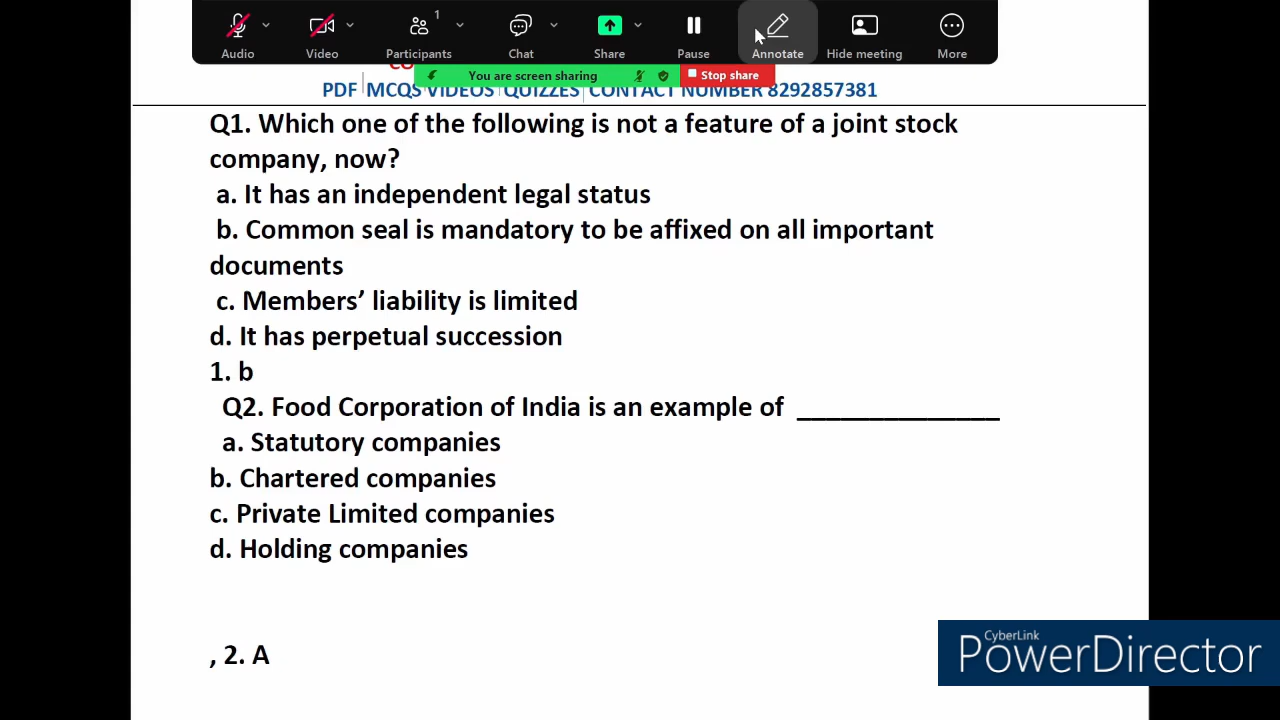 1
Audio Video Participants Chat Share Pause Annotate Hide meeting More
You are screen sharing Stop share
PDF MCQS VIDEOS QUIZZES CONTACT NUMBER 8292857381
Q1. Which one of the following is not a feature of a joint stock
company, now?
a. It has an independent legal status
b. Common seal is mandatory to be affixed on all important
documents
c. Members’ liability is limited
d. It has perpetual succession
1. b
Q2. Food Corporation of India is an example of ______________
a. Statutory companies
b. Chartered companies
c. Private Limited companies
d. Holding companies
, 2. A
CyberLink
PowerDirector